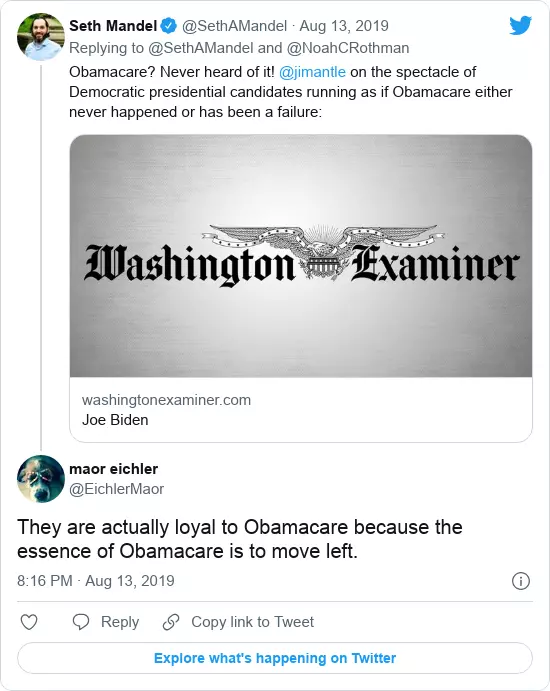 Seth Mandel @SethAMandel · Aug 13, 2019
Replying to @SethAMandel and @NoahCRothman
Obamacare? Never heard of it! @jimantle on the spectacle of
Democratic presidential candidates running as if Obamacare either
never happened or has been a failure:
Washington Examiner
washingtonexaminer.com
Joe Biden
maor eichler
@EichlerMaor
They are actually loyal to Obamacare because the
essence of Obamacare is to move left.
8:16 PM · Aug 13, 2019
Reply Copy link to Tweet
Explore what's happening on Twitter